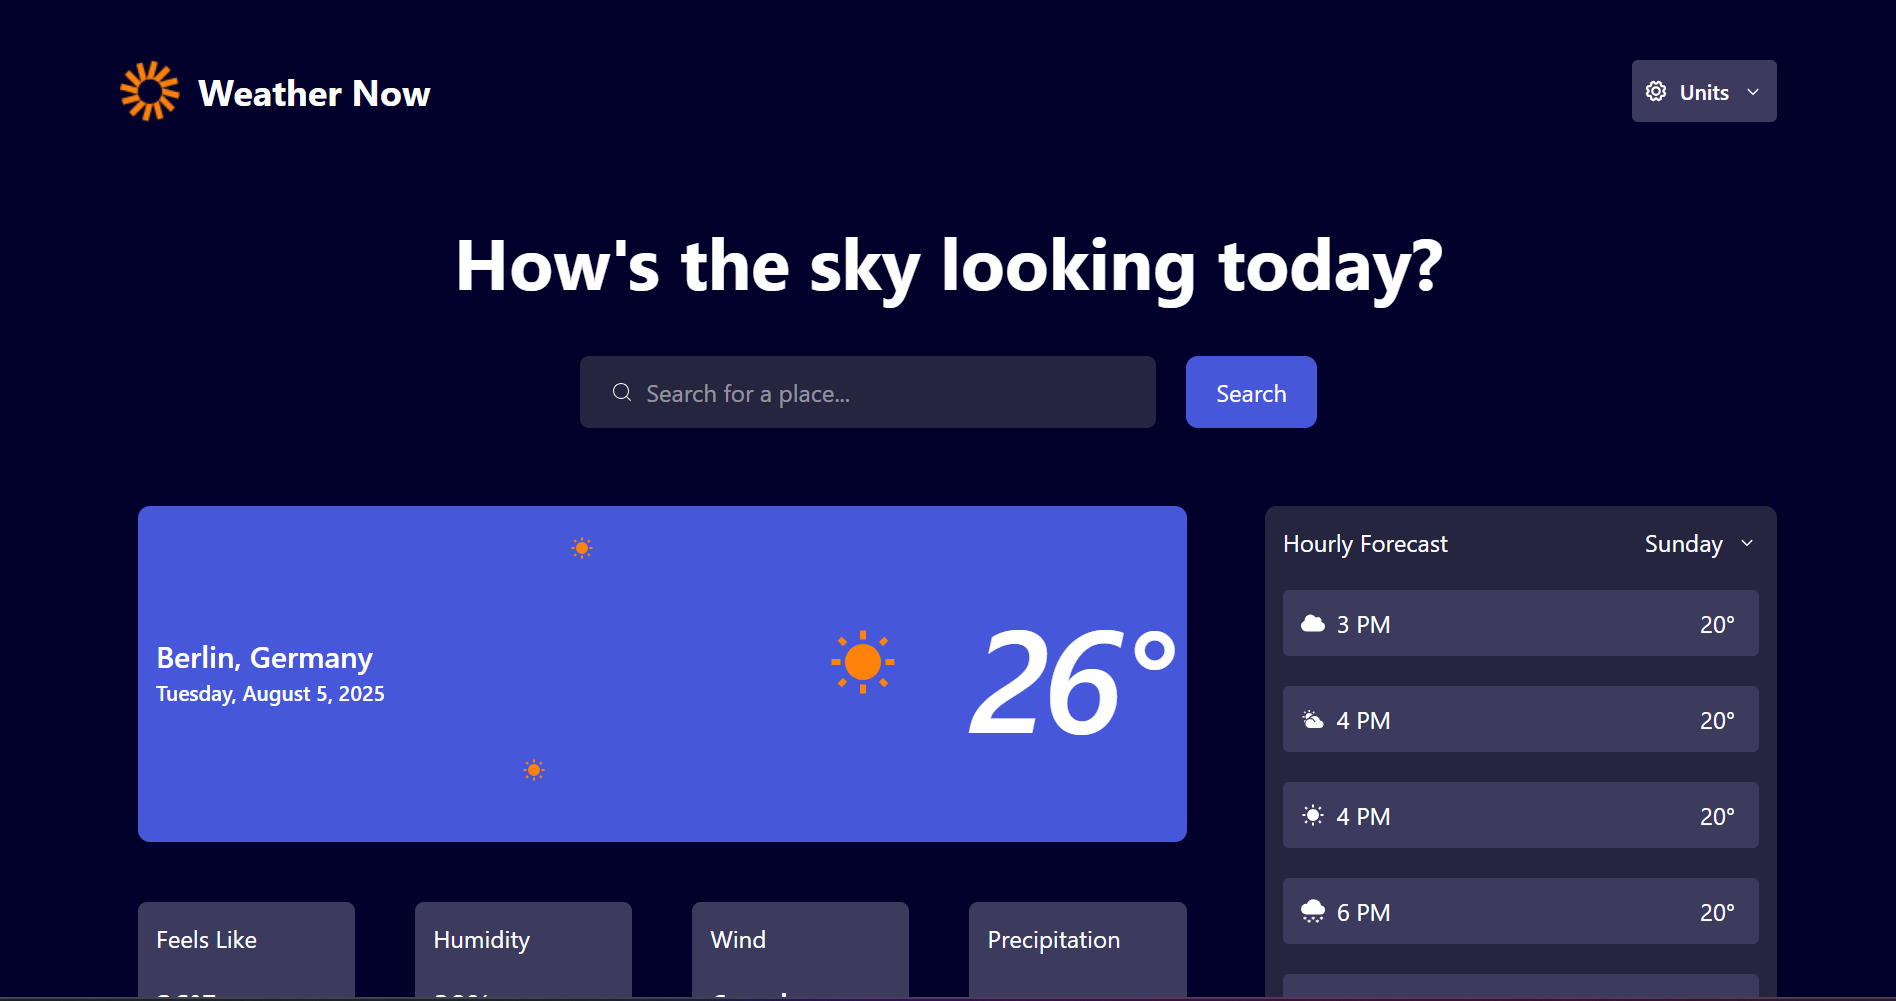 Weather Now
Units
How's the sky looking today?
Search for a place...
Search
Berlin, Germany
Tuesday, August 5, 2025
26°
Hourly Forecast
Sunday
3 PM 20°
4 PM 20°
4 PM 20°
6 PM 20°
Feels Like
Humidity
Wind
Precipitation